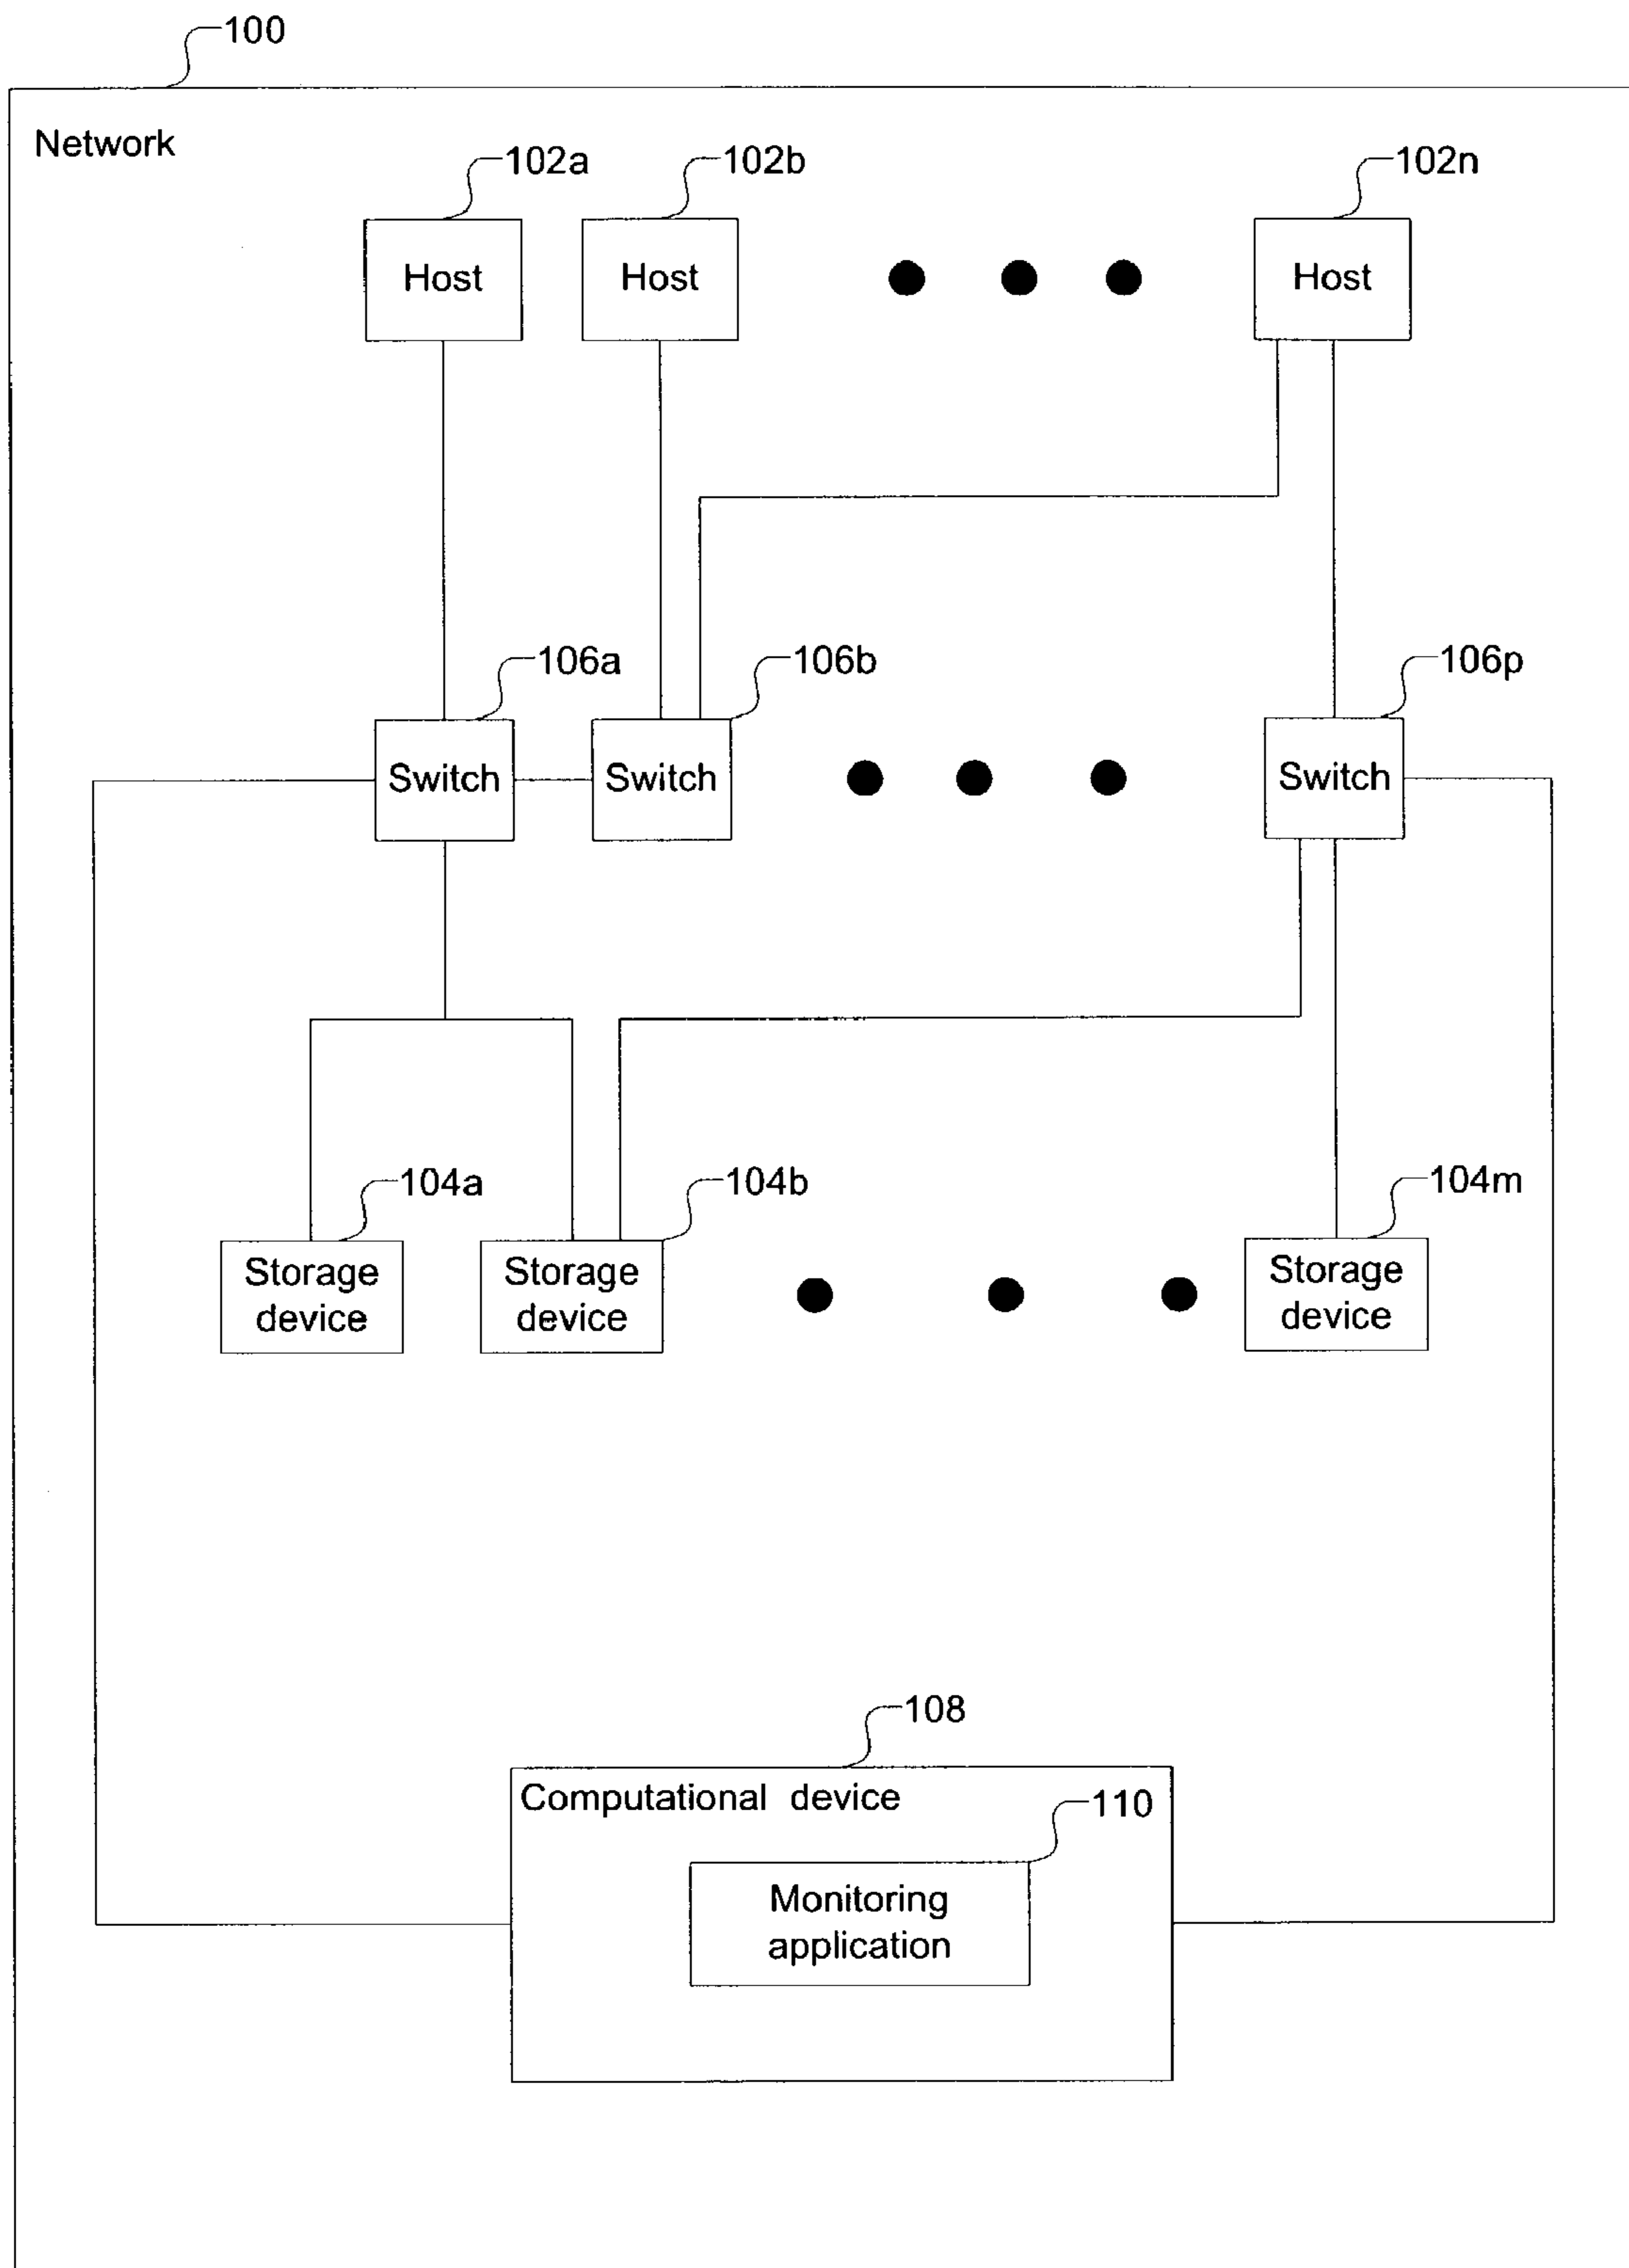 100
Network
102a
102b
102n
Host
Host
Host
106a
106b
106p
Switch
Switch
Switch
104a
104b
104m
Storage
device
Storage
device
Storage
device
108
Computational device
110
Monitoring
application